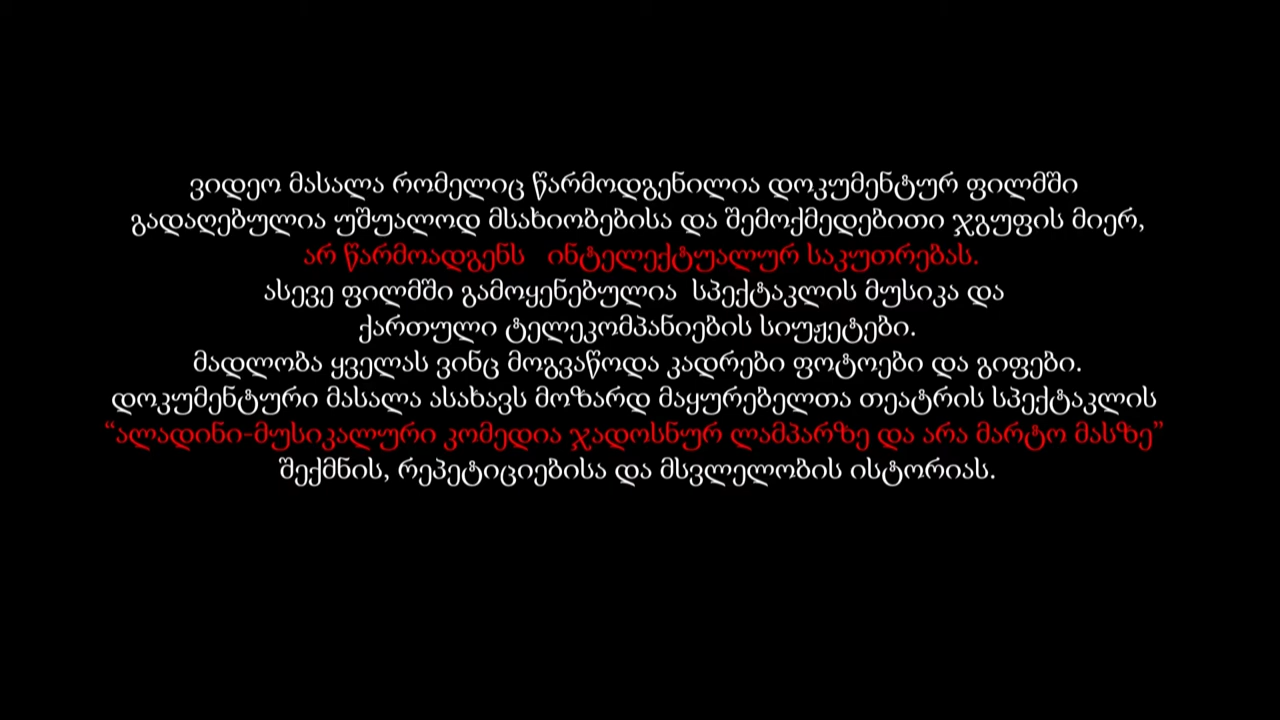 ვიდეო მასალა რომელიც წარმოდგენილია დოკუმენტურ ფილმში
გადაღებულია უშუალოდ მსახიობებისა და შემოქმედებითი ჯგუფის მიერ,
არ წარმოადგენს ინტელექტუალურ საკუთრებას.
ასევე ფილმში გამოყენებულია სპექტაკლის მუსიკა და
ქართული ტელეკომპანიების სიუჟეტები.
მადლობა ყველას ვინც მოგვაწოდა კადრები ფოტოები და გიფები.
დოკუმენტური მასალა ასახავს მოზარდ მაყურებელთა თეატრის სპექტაკლის
“ალადინი-მუსიკალური კომედია ჯადოსნურ ლამპარზე და არა მარტო მასზე”
შექმნის, რეპეტიციებისა და მსვლელობის ისტორიას.